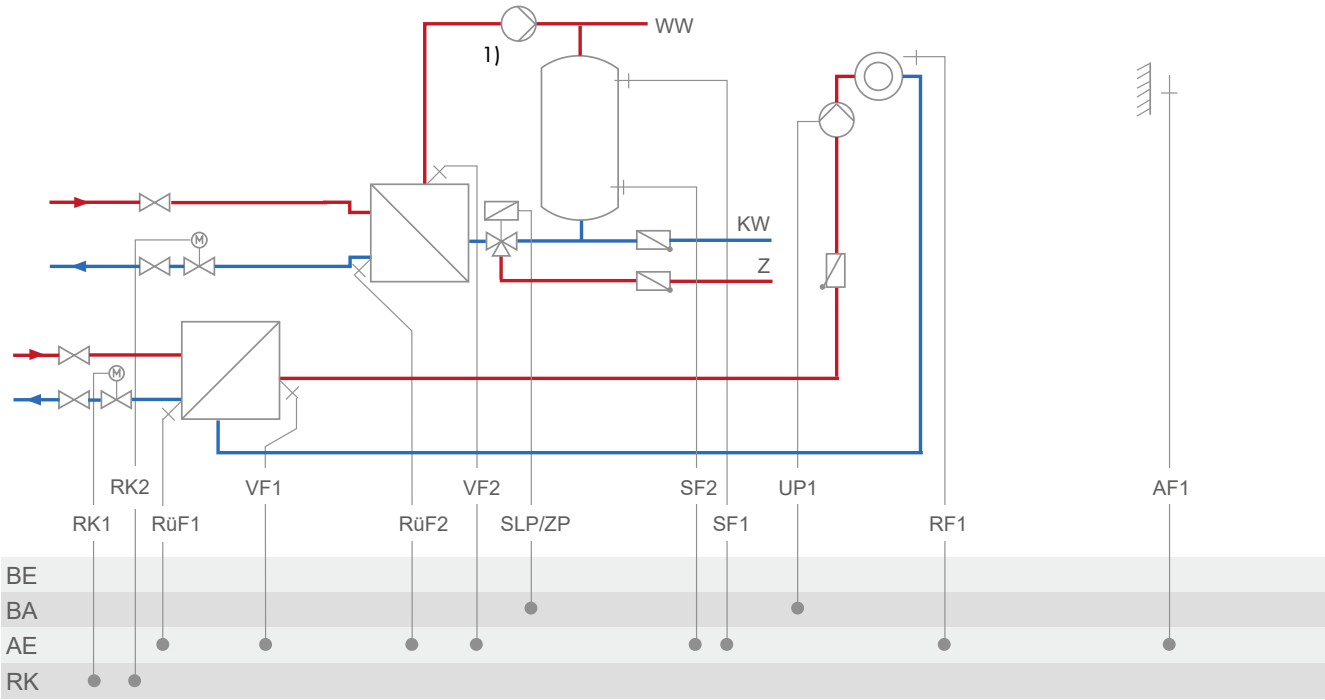 WW
1)
KW
Z
M
M
RK2 VF1 VF2 SF2 UP1 AF1
RK1 RüF1 RüF2 SLP/ZP SF1 RF1
BE
BA
AE
RK